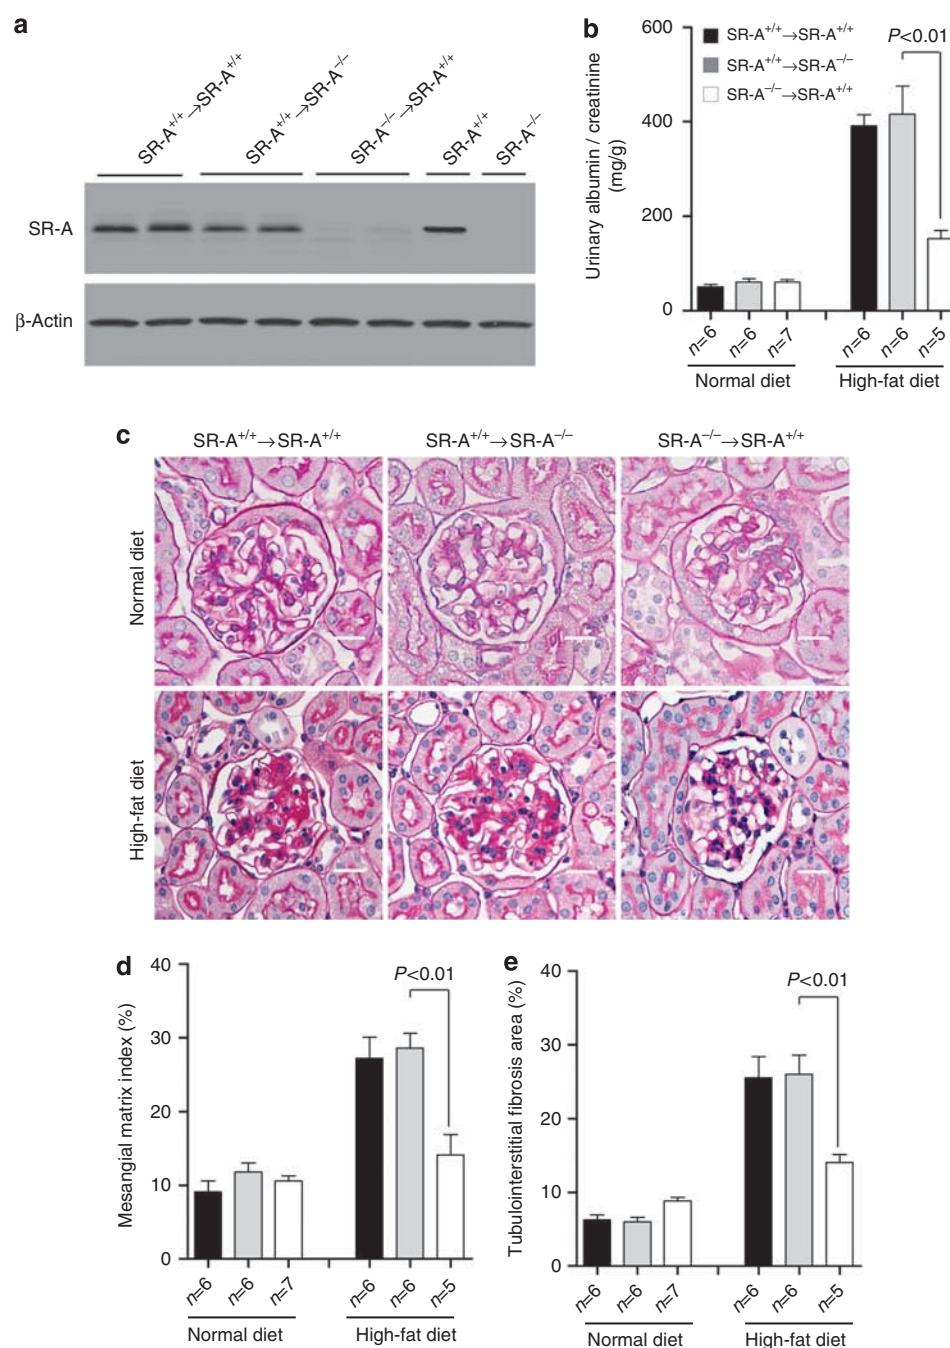 a
SR-A+/+→SR-A+/+
SR-A+/+→SR-A−/−
SR-A−/−→SR-A+/+
SR-A+/+
SR-A−/−
SR-A
β-Actin
b
SR-A+/+→SR-A+/+
SR-A+/+→SR-A−/−
SR-A−/−→SR-A+/+
P<0.01
Urinary albumin / creatinine
(mg/g)
600
400
200
0
n=6
n=6
n=7
n=6
n=6
n=5
Normal diet
High-fat diet
c
SR-A+/+→SR-A+/+
SR-A+/+→SR-A−/−
SR-A−/−→SR-A+/+
Normal diet
High-fat diet
d
Mesangial matrix index (%)
40
30
20
10
0
P<0.01
n=6
n=6
n=7
n=6
n=6
n=5
Normal diet
High-fat diet
e
Tubulointerstitial fibrosis area (%)
40
30
20
10
0
P<0.01
n=6
n=6
n=7
n=6
n=6
n=5
Normal diet
High-fat diet